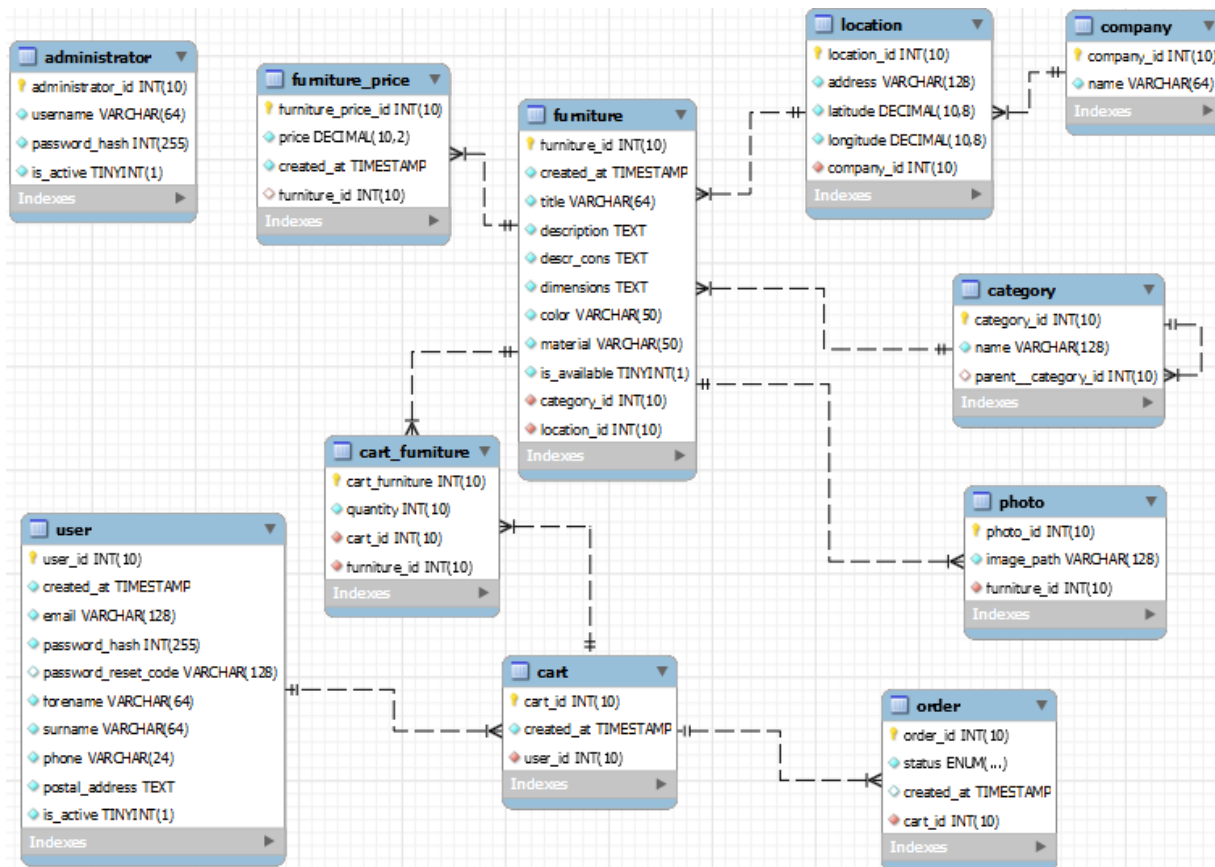 administrator
administrator_id INT(10)
username VARCHAR(64)
password_hash INT(255)
is_active TINYINT(1)
Indexes
furniture_price
furniture_price_id INT(10)
price DECIMAL(10,2)
created_at TIMESTAMP
furniture_id INT(10)
Indexes
furniture
furniture_id INT(10)
created_at TIMESTAMP
title VARCHAR(64)
description TEXT
descr_cons TEXT
dimensions TEXT
color VARCHAR(50)
material VARCHAR(50)
is_available TINYINT(1)
category_id INT(10)
location_id INT(10)
Indexes
location
location_id INT(10)
address VARCHAR(128)
latitude DECIMAL(10,8)
longitude DECIMAL(10,8)
company_id INT(10)
Indexes
company
company_id INT(10)
name VARCHAR(64)
Indexes
category
category_id INT(10)
name VARCHAR(128)
parent__category_id INT(10)
Indexes
cart_furniture
cart_furniture INT(10)
quantity INT(10)
cart_id INT(10)
furniture_id INT(10)
Indexes
photo
photo_id INT(10)
image_path VARCHAR(128)
furniture_id INT(10)
Indexes
user
user_id INT(10)
created_at TIMESTAMP
email VARCHAR(128)
password_hash INT(255)
password_reset_code VARCHAR(128)
forename VARCHAR(64)
surname VARCHAR(64)
phone VARCHAR(24)
postal_address TEXT
is_active TINYINT(1)
Indexes
cart
cart_id INT(10)
created_at TIMESTAMP
user_id INT(10)
Indexes
order
order_id INT(10)
status ENUM(...)
created_at TIMESTAMP
cart_id INT(10)
Indexes